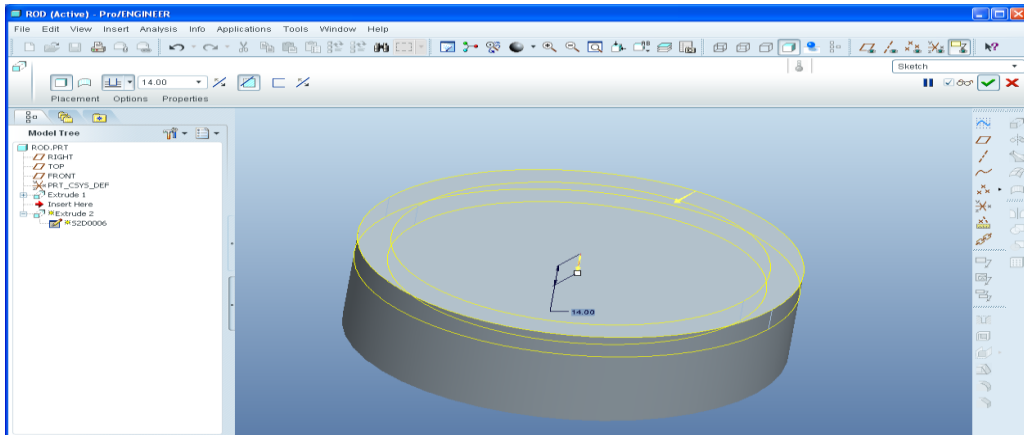 ROD (Active) - Pro/ENGINEER
File Edit View Insert Analysis Info Applications Tools Window Help
Sketch
14.00
Placement Options Properties
Model Tree
ROD.PRT
RIGHT
TOP
FRONT
PRT_CSYS_DEF
Extrude 1
Insert Here
Extrude 2
S2D0006
14.00